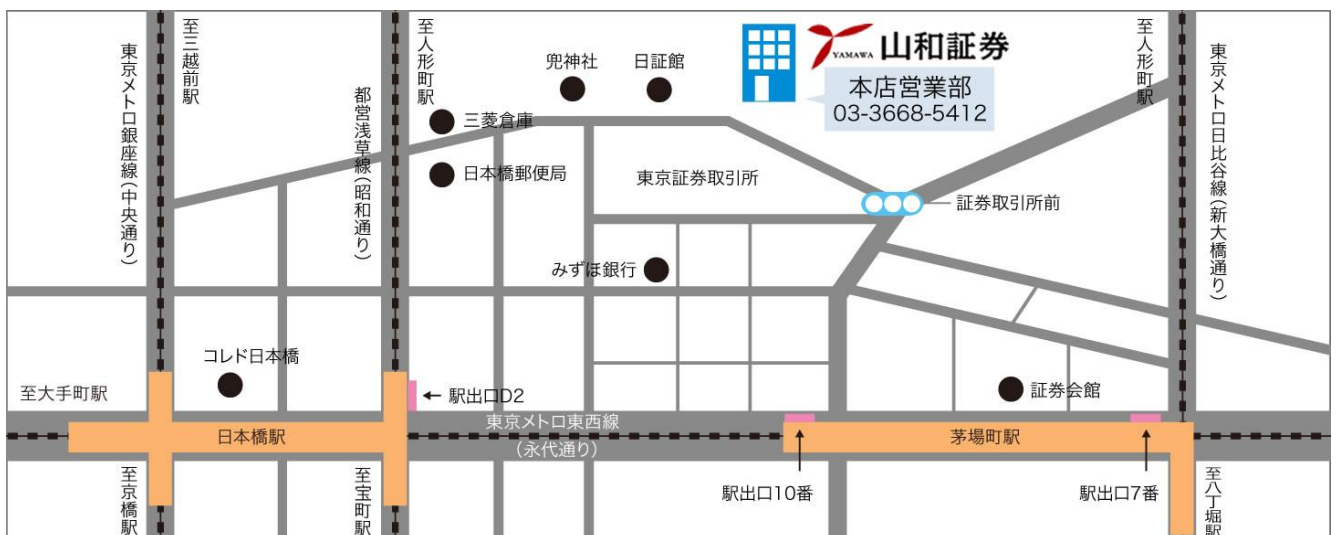 東京メトロ銀座線(中央通り)
至三越前駅
都営浅草線(昭和通り)
至人形町駅
兜神社
日証館
YAMAWA 山和証券
本店営業部
03-3668-5412
至人形町駅
東京メトロ日比谷線(新大橋通り)
三菱倉庫
日本橋郵便局
東京証券取引所
証券取引所前
みずほ銀行
コレド日本橋
至大手町駅
駅出口D2
証券会館
東京メトロ東西線
(永代通り)
日本橋駅
茅場町駅
至京橋駅
至宝町駅
駅出口10番
駅出口7番
至八丁堀駅